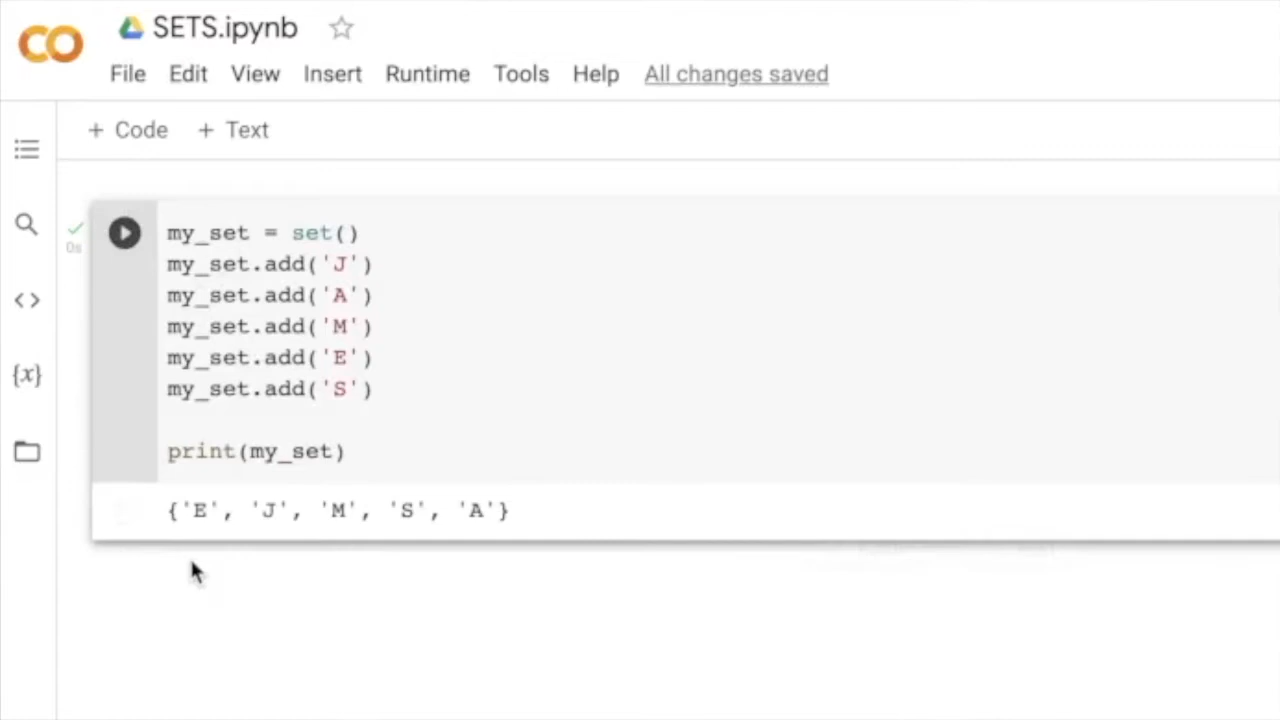 CO
SETS.ipynb
File Edit View Insert Runtime Tools Help All changes saved
+ Code + Text
{x}
0s
my_set = set()
my_set.add('J')
my_set.add('A')
my_set.add('M')
my_set.add('E')
my_set.add('S')
print(my_set)
{'E', 'J', 'M', 'S', 'A'}